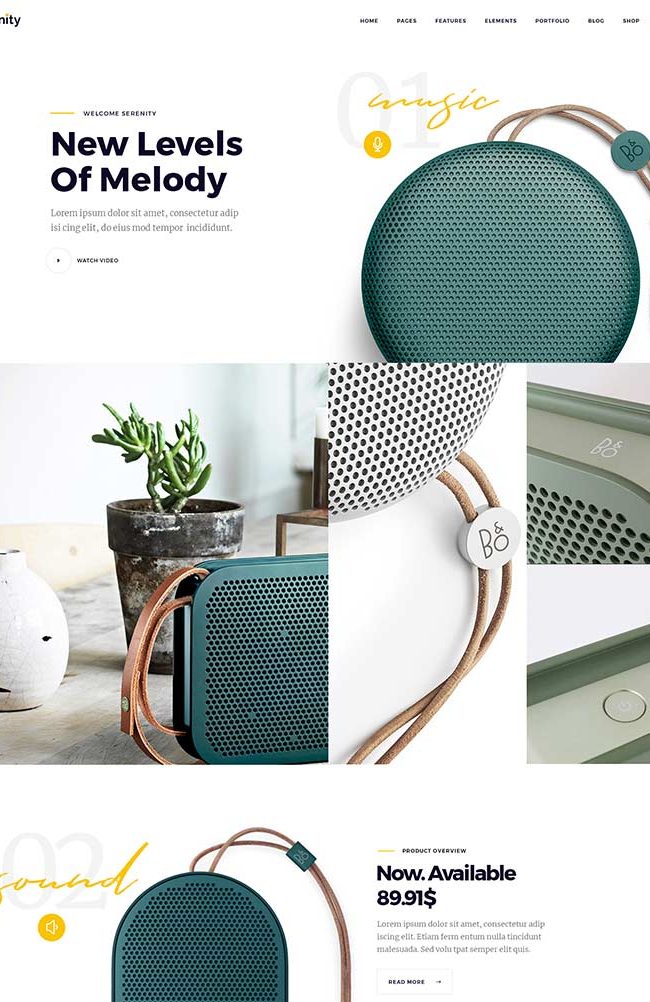 nity
HOME PAGES FEATURES ELEMENTS PORTFOLIO BLOG SHOP
01
music
WELCOME SERENITY
New Levels
Of Melody
Lorem ipsum dolor sit amet, consectetur adip
isi cing elit, do eius mod tempor incididunt.
WATCH VIDEO
B&O
B&O
B&O
02
sound
B&O
PRODUCT OVERVIEW
Now. Available
89.91$
Lorem ipsum dolor sit amet, consectetur adip
iscing elit. Etiam ferm entum nulla tincidunt
malesuada. Sed volu tpat semper elit quis.
READ MORE →